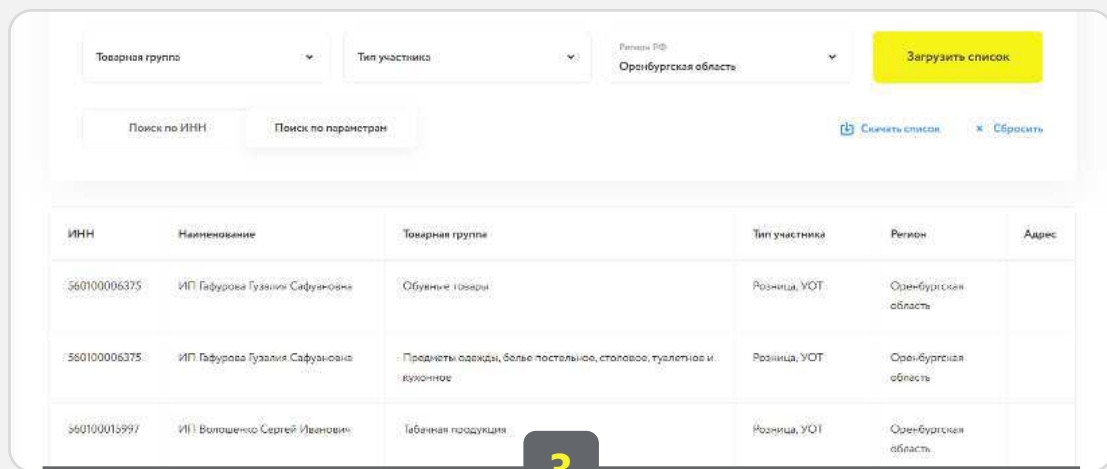 Товарная группа
Тип участника
Регион РФ
Оренбургская область
Загрузить список
Поиск по ИНН
Поиск по параметрам
Скачать список
× Сбросить
ИНН Наименование Товарная группа Тип участника Регион Адрес
560100006375 ИП Гафурова Гузалия Сафуановна Обувные товары Розница, УОТ Оренбургская
область
560100006375 ИП Гафурова Гузалия Сафуановна Предметы одежды, белье постельное, столовое, туалетное и Розница, УОТ Оренбургская
кухонное область
560100015997 ИП Волошенко Сергей Иванович Табачная продукция Розница, УОТ Оренбургская
область
3